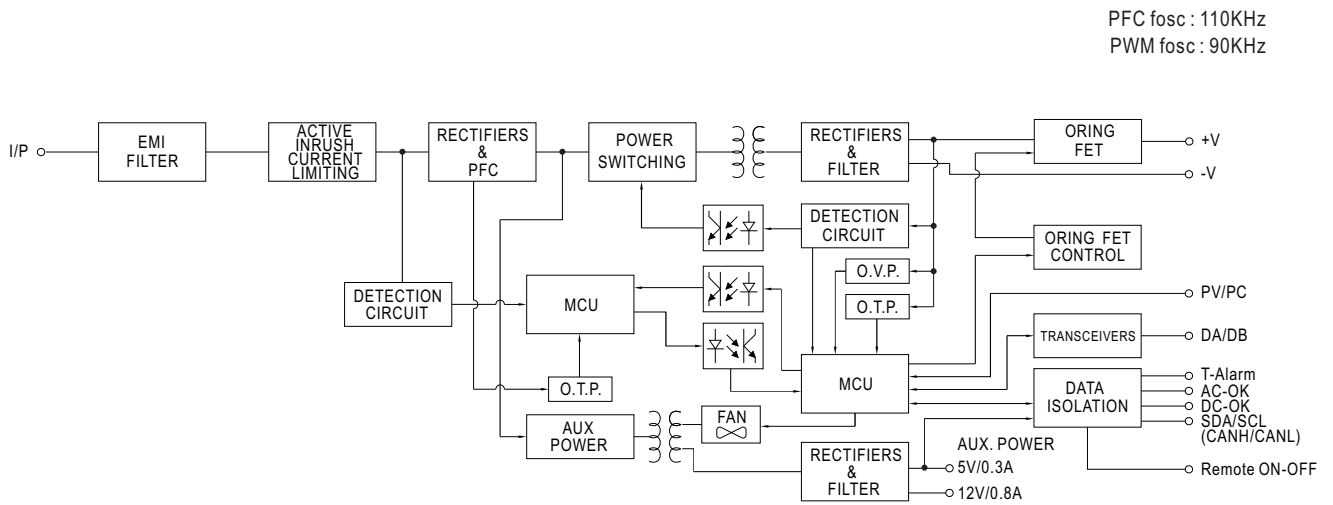 PFC fosc : 110KHz
PWM fosc : 90KHz
I/P
EMI
FILTER
ACTIVE
INRUSH
CURRENT
LIMITING
RECTIFIERS
&
PFC
POWER
SWITCHING
RECTIFIERS
&
FILTER
ORING
FET
+V
-V
DETECTION
CIRCUIT
ORING FET
CONTROL
O.V.P.
O.T.P.
DETECTION
CIRCUIT
MCU
PV/PC
TRANSCEIVERS
DA/DB
O.T.P.
MCU
DATA
ISOLATION
T-Alarm
AC-OK
DC-OK
SDA/SCL
(CANH/CANL)
Remote ON-OFF
AUX
POWER
FAN
RECTIFIERS
&
FILTER
AUX. POWER
5V/0.3A
12V/0.8A